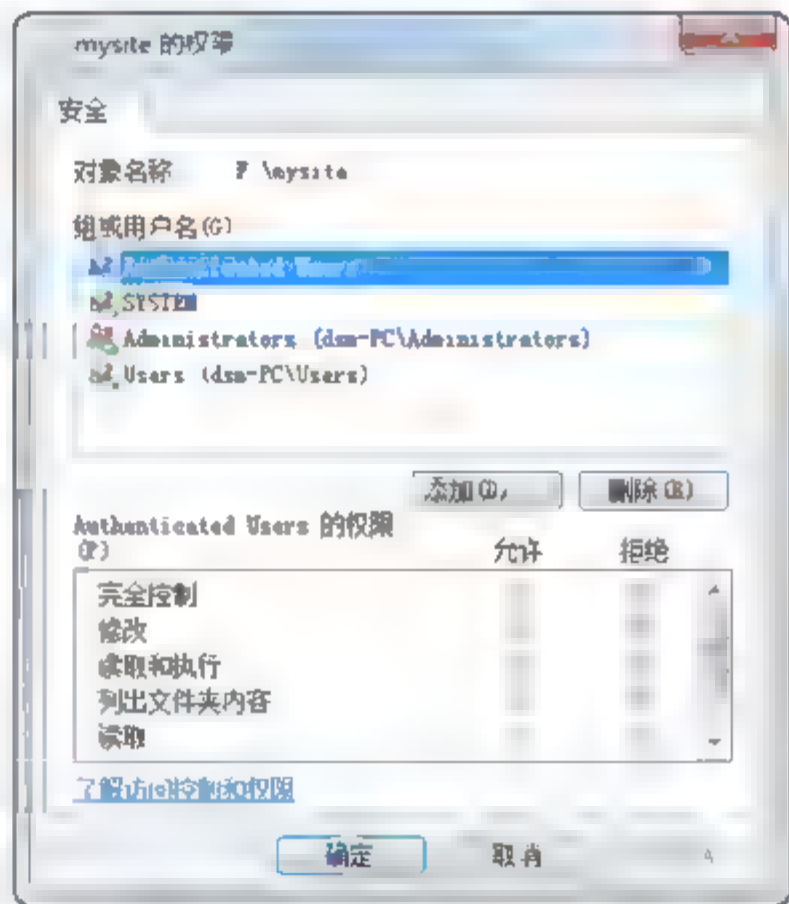 mysite 的权限
安全
对象名称 F \mysite
组或用户名(G)
SYSTEM
Administrators (dsm-PC\Administrators)
Users (dsm-PC\Users)
添加(D) 删除(R)
Authenticated Users 的权限
(P) 允许 拒绝
完全控制
修改
读取和执行
列出文件夹内容
读取
了解访问控制和权限
确定 取消